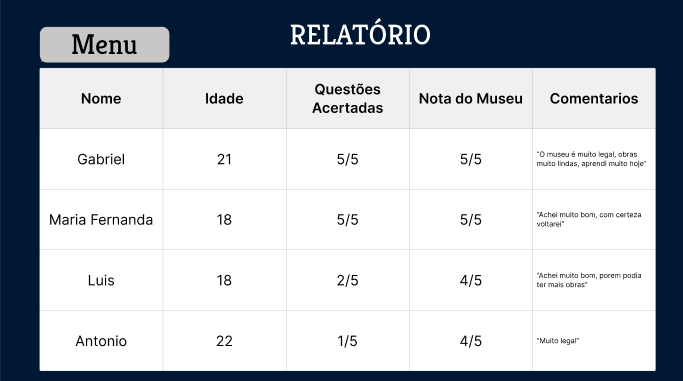 Menu
RELATÓRIO
Nome Idade Questões Acertadas Nota do Museu Comentarios
Gabriel 21 5/5 5/5 "O museu é muito legal, obras
muito lindas, aprendi muito hoje"
Maria Fernanda 18 5/5 5/5 "Achei muito bom, com certeza
voltarei"
Luis 18 2/5 4/5 "Achei muito bom, porem podia
ter mais obras"
Antonio 22 1/5 4/5 "Muito legal"